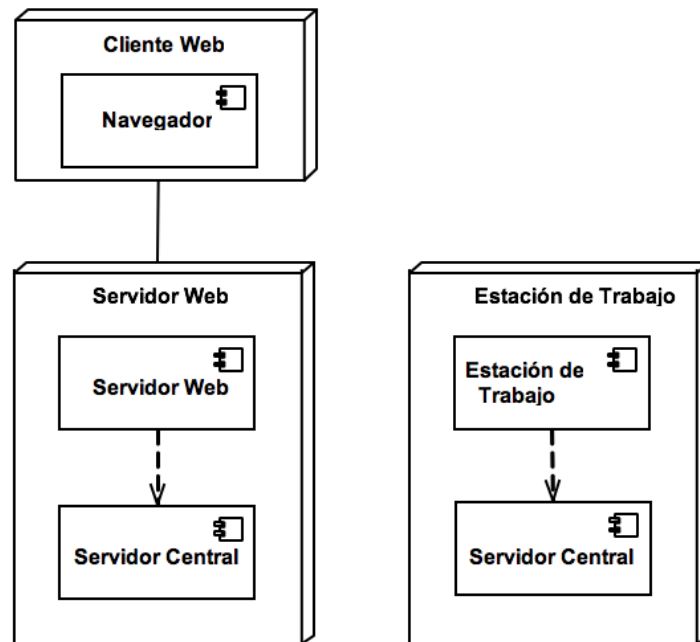 Cliente Web
Navegador
Servidor Web
Servidor Web
Servidor Central
Estación de Trabajo
Estación de
Trabajo
Servidor Central